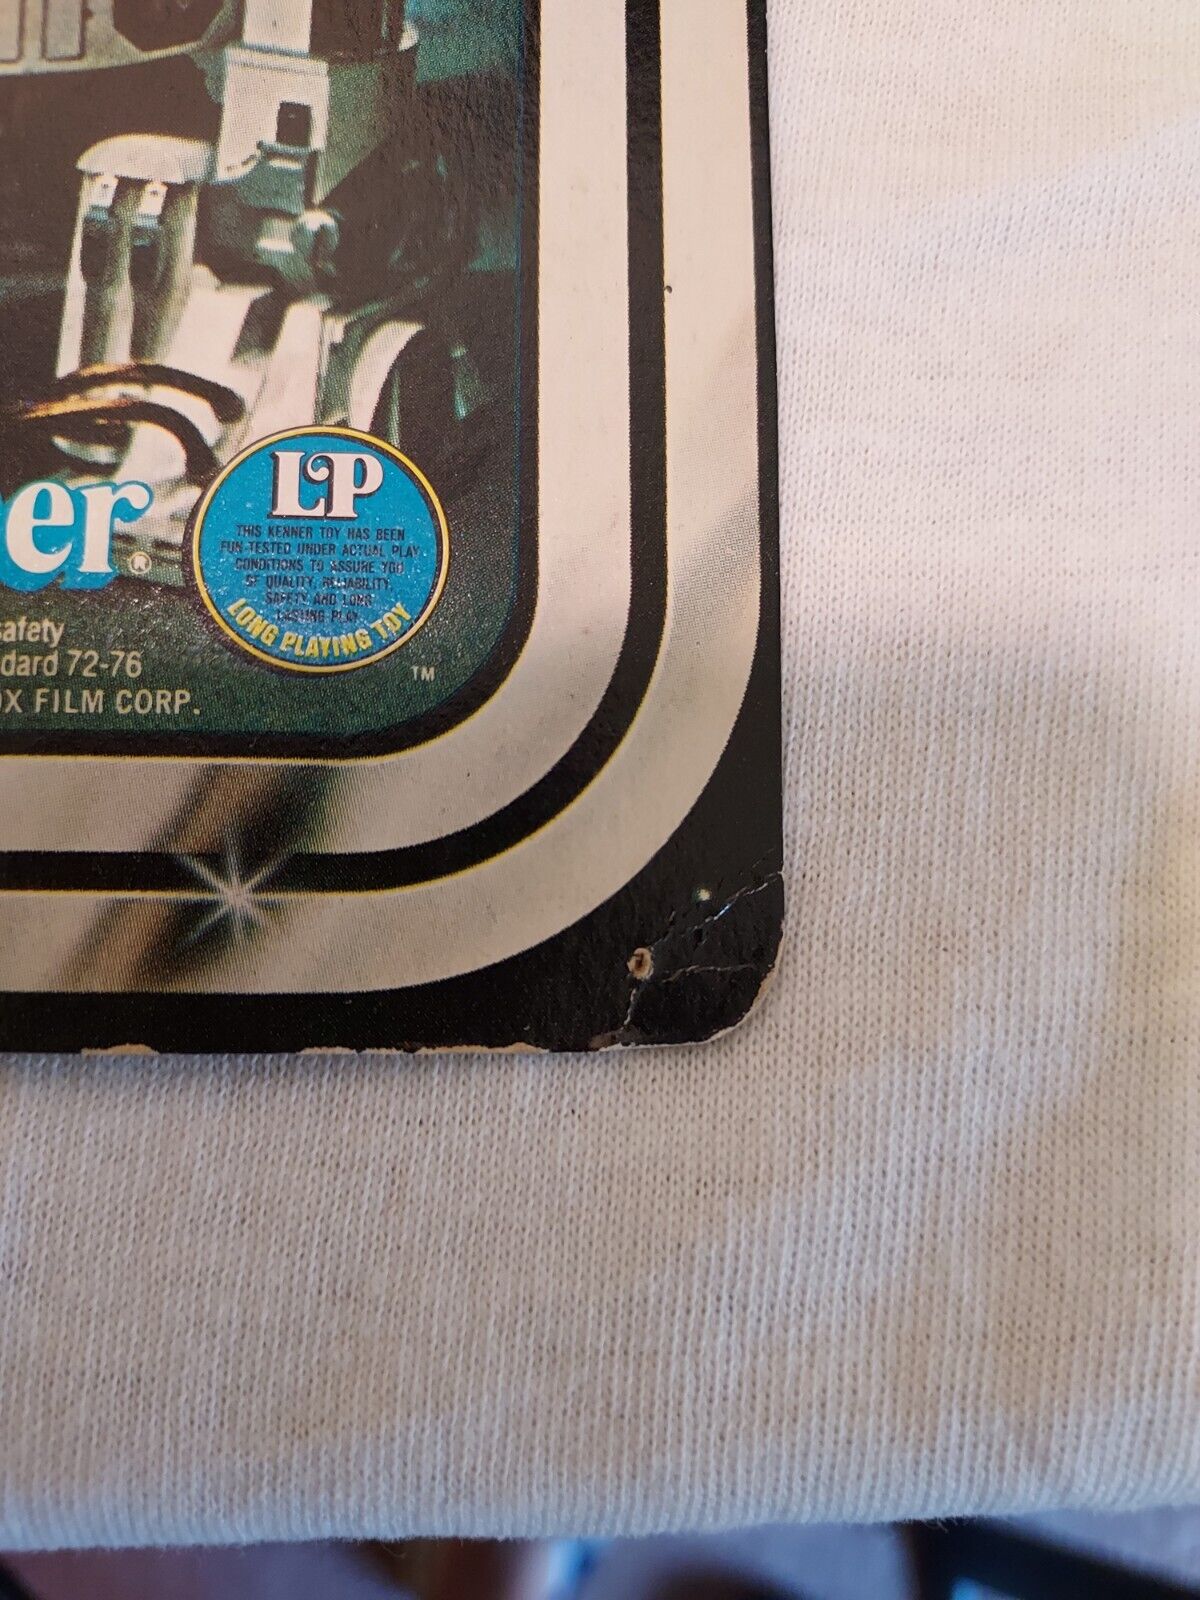 er®
LP
THIS KENNER TOY HAS BEEN
FUN-TESTED UNDER ACTUAL PLAY
CONDITIONS TO ASSURE YOU
OF QUALITY, RELIABILITY,
SAFETY AND LONG
LASTING PLAY
LONG PLAYING TOY
TM
safety
dard 72-76
OX FILM CORP.